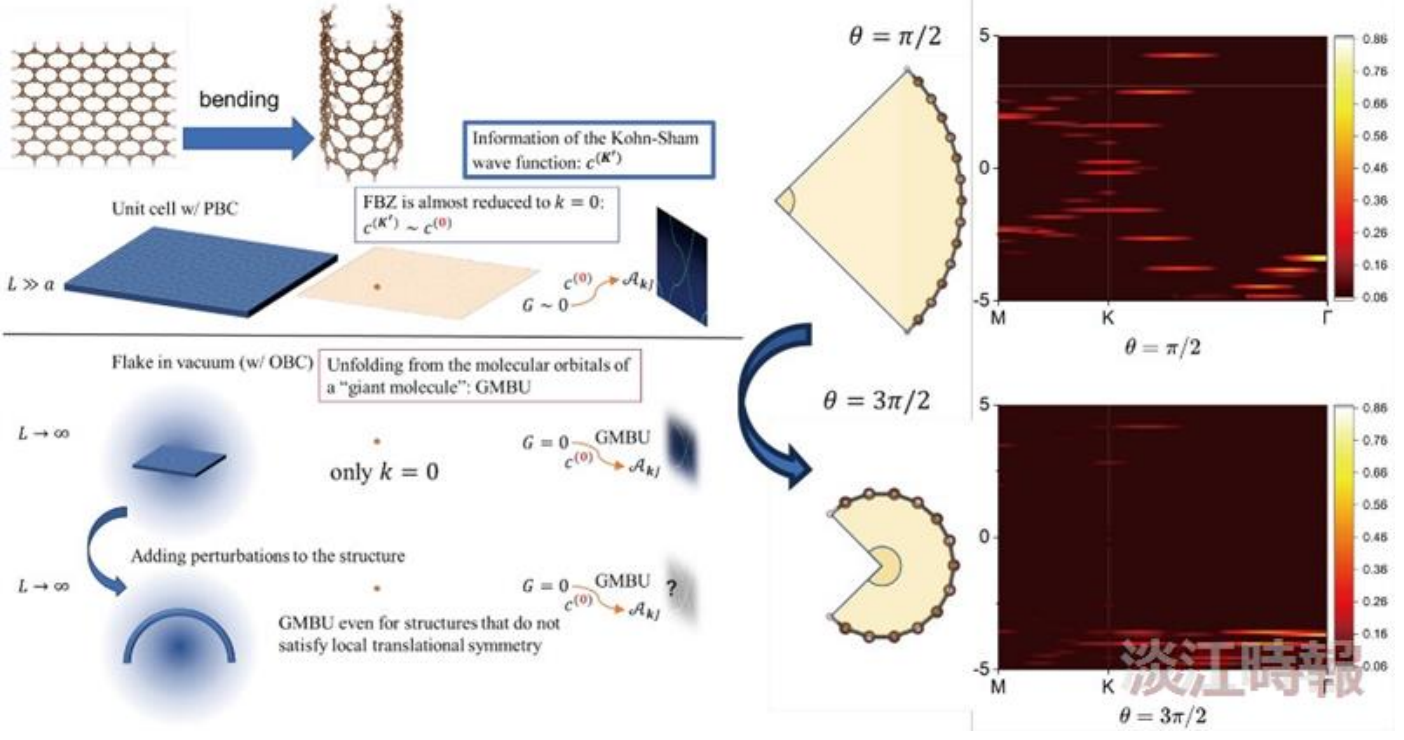 bending
Information of the Kohn-Sham
wave function: c^(K′)
Unit cell w/ PBC
FBZ is almost reduced to k = 0:
c^(K′) ~ c^(0)
L ≫ a
c^(0)
G ~ 0
𝒜_kJ
Flake in vacuum (w/ OBC)
Unfolding from the molecular orbitals of
a “giant molecule”: GMBU
L → ∞
only k = 0
G = 0
GMBU
c^(0)
𝒜_kJ
Adding perturbations to the structure
L → ∞
G = 0
GMBU
c^(0)
𝒜_kJ
?
GMBU even for structures that do not
satisfy local translational symmetry
θ = π/2
θ = 3π/2
5
0
-5
M
K
Γ
0.86
0.76
0.66
0.56
0.46
0.36
0.26
0.16
0.06
θ = π/2
5
0
-5
M
K
Γ
0.86
0.76
0.66
0.56
0.46
0.36
0.26
0.16
0.06
θ = 3π/2
淡江時報